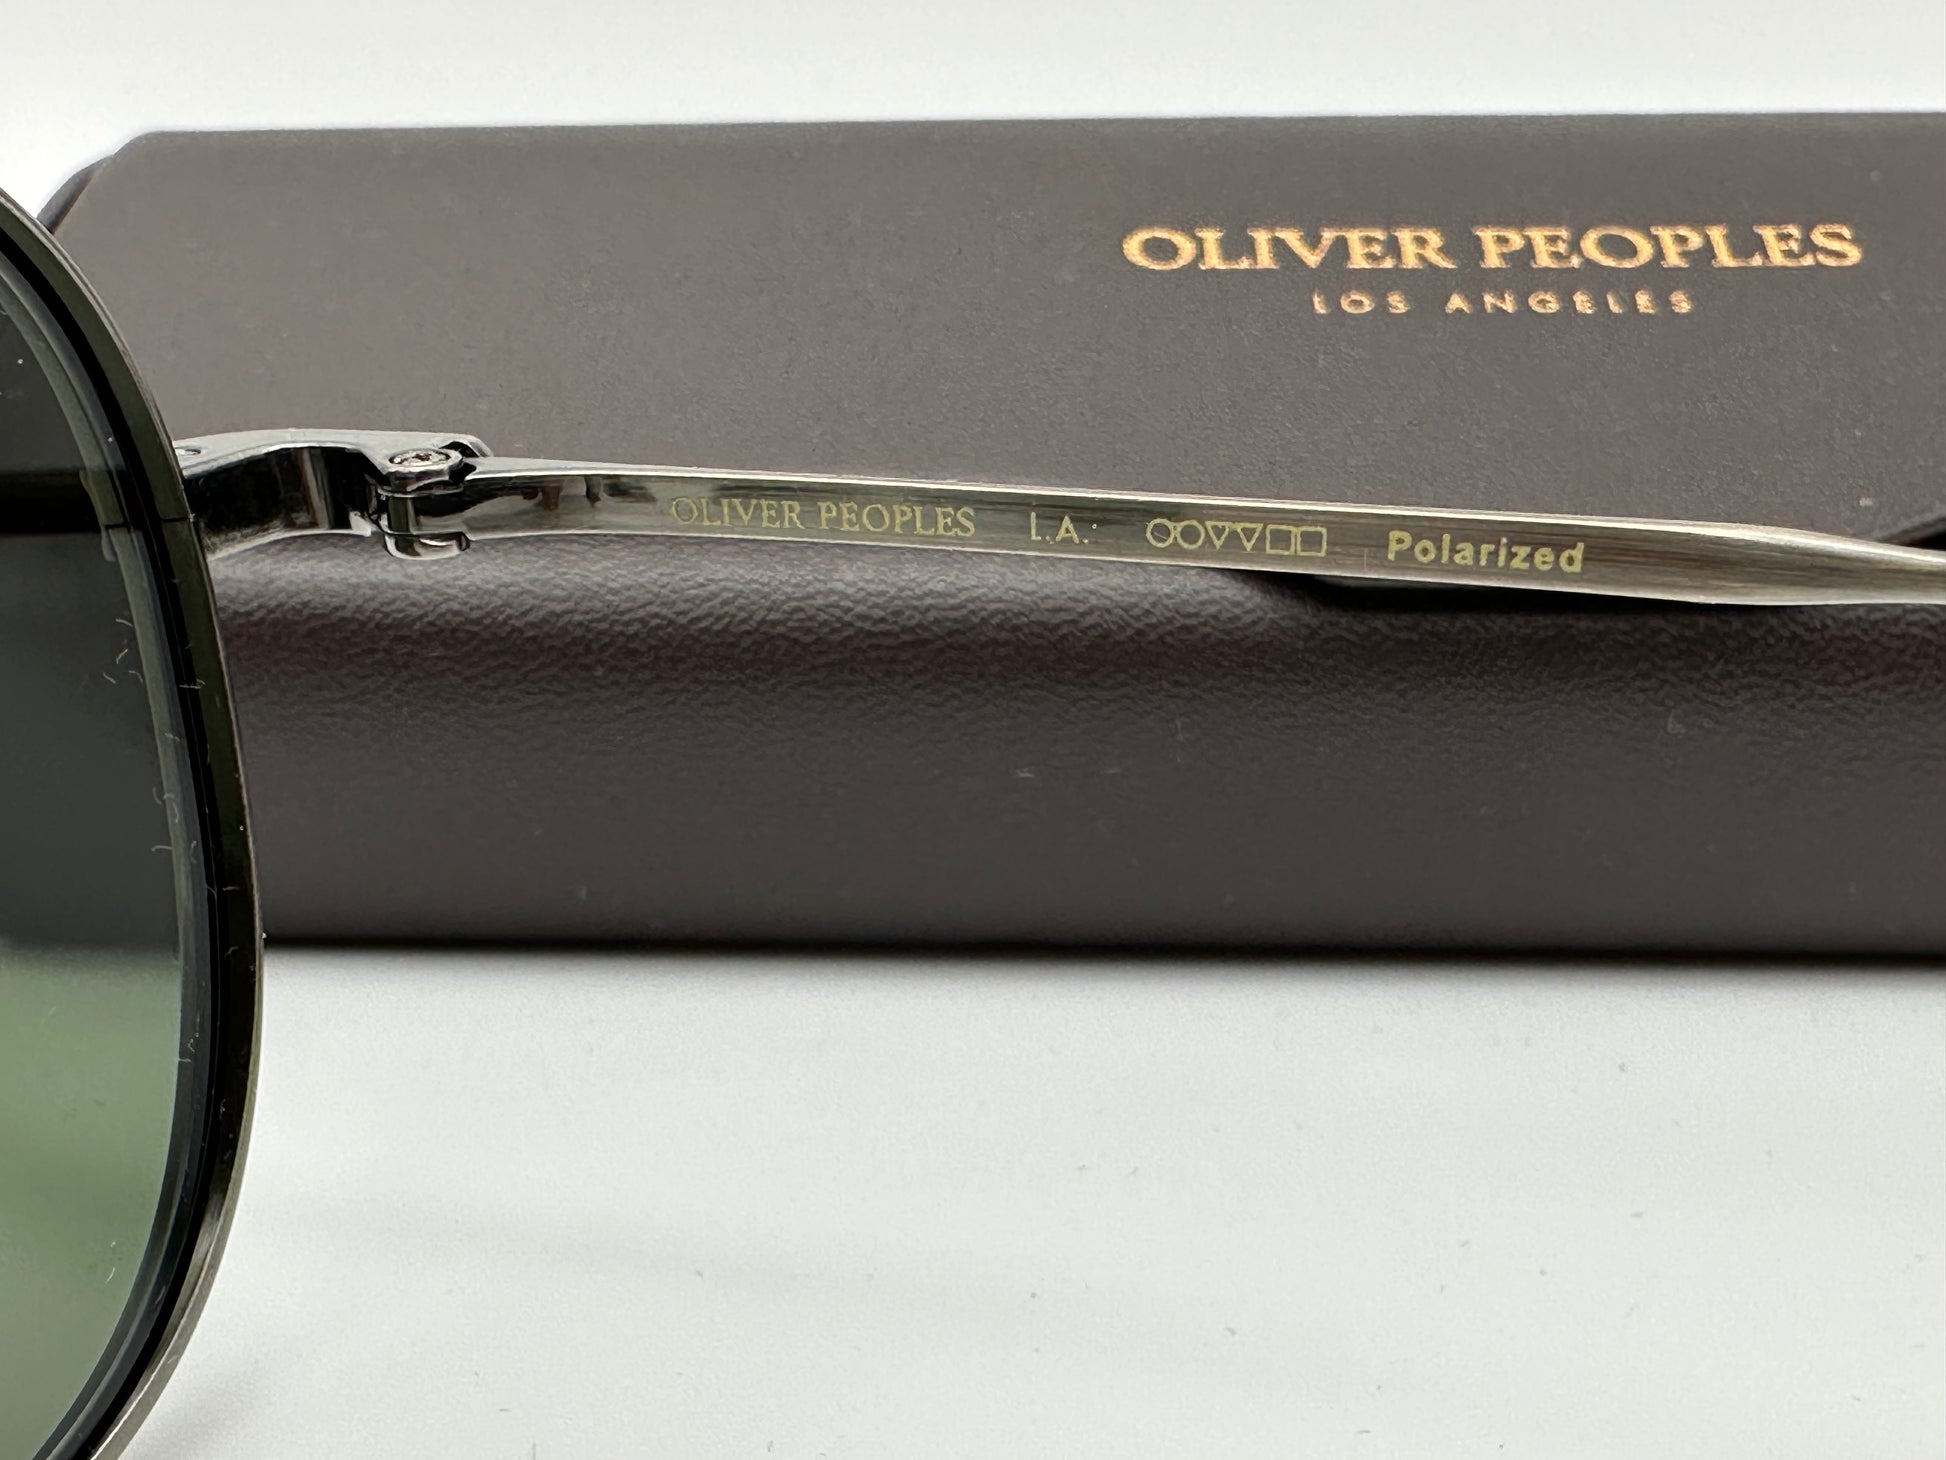 OLIVER PEOPLES
LOS ANGELES
OLIVER PEOPLES L.A. ○○▽▽□□ Polarized